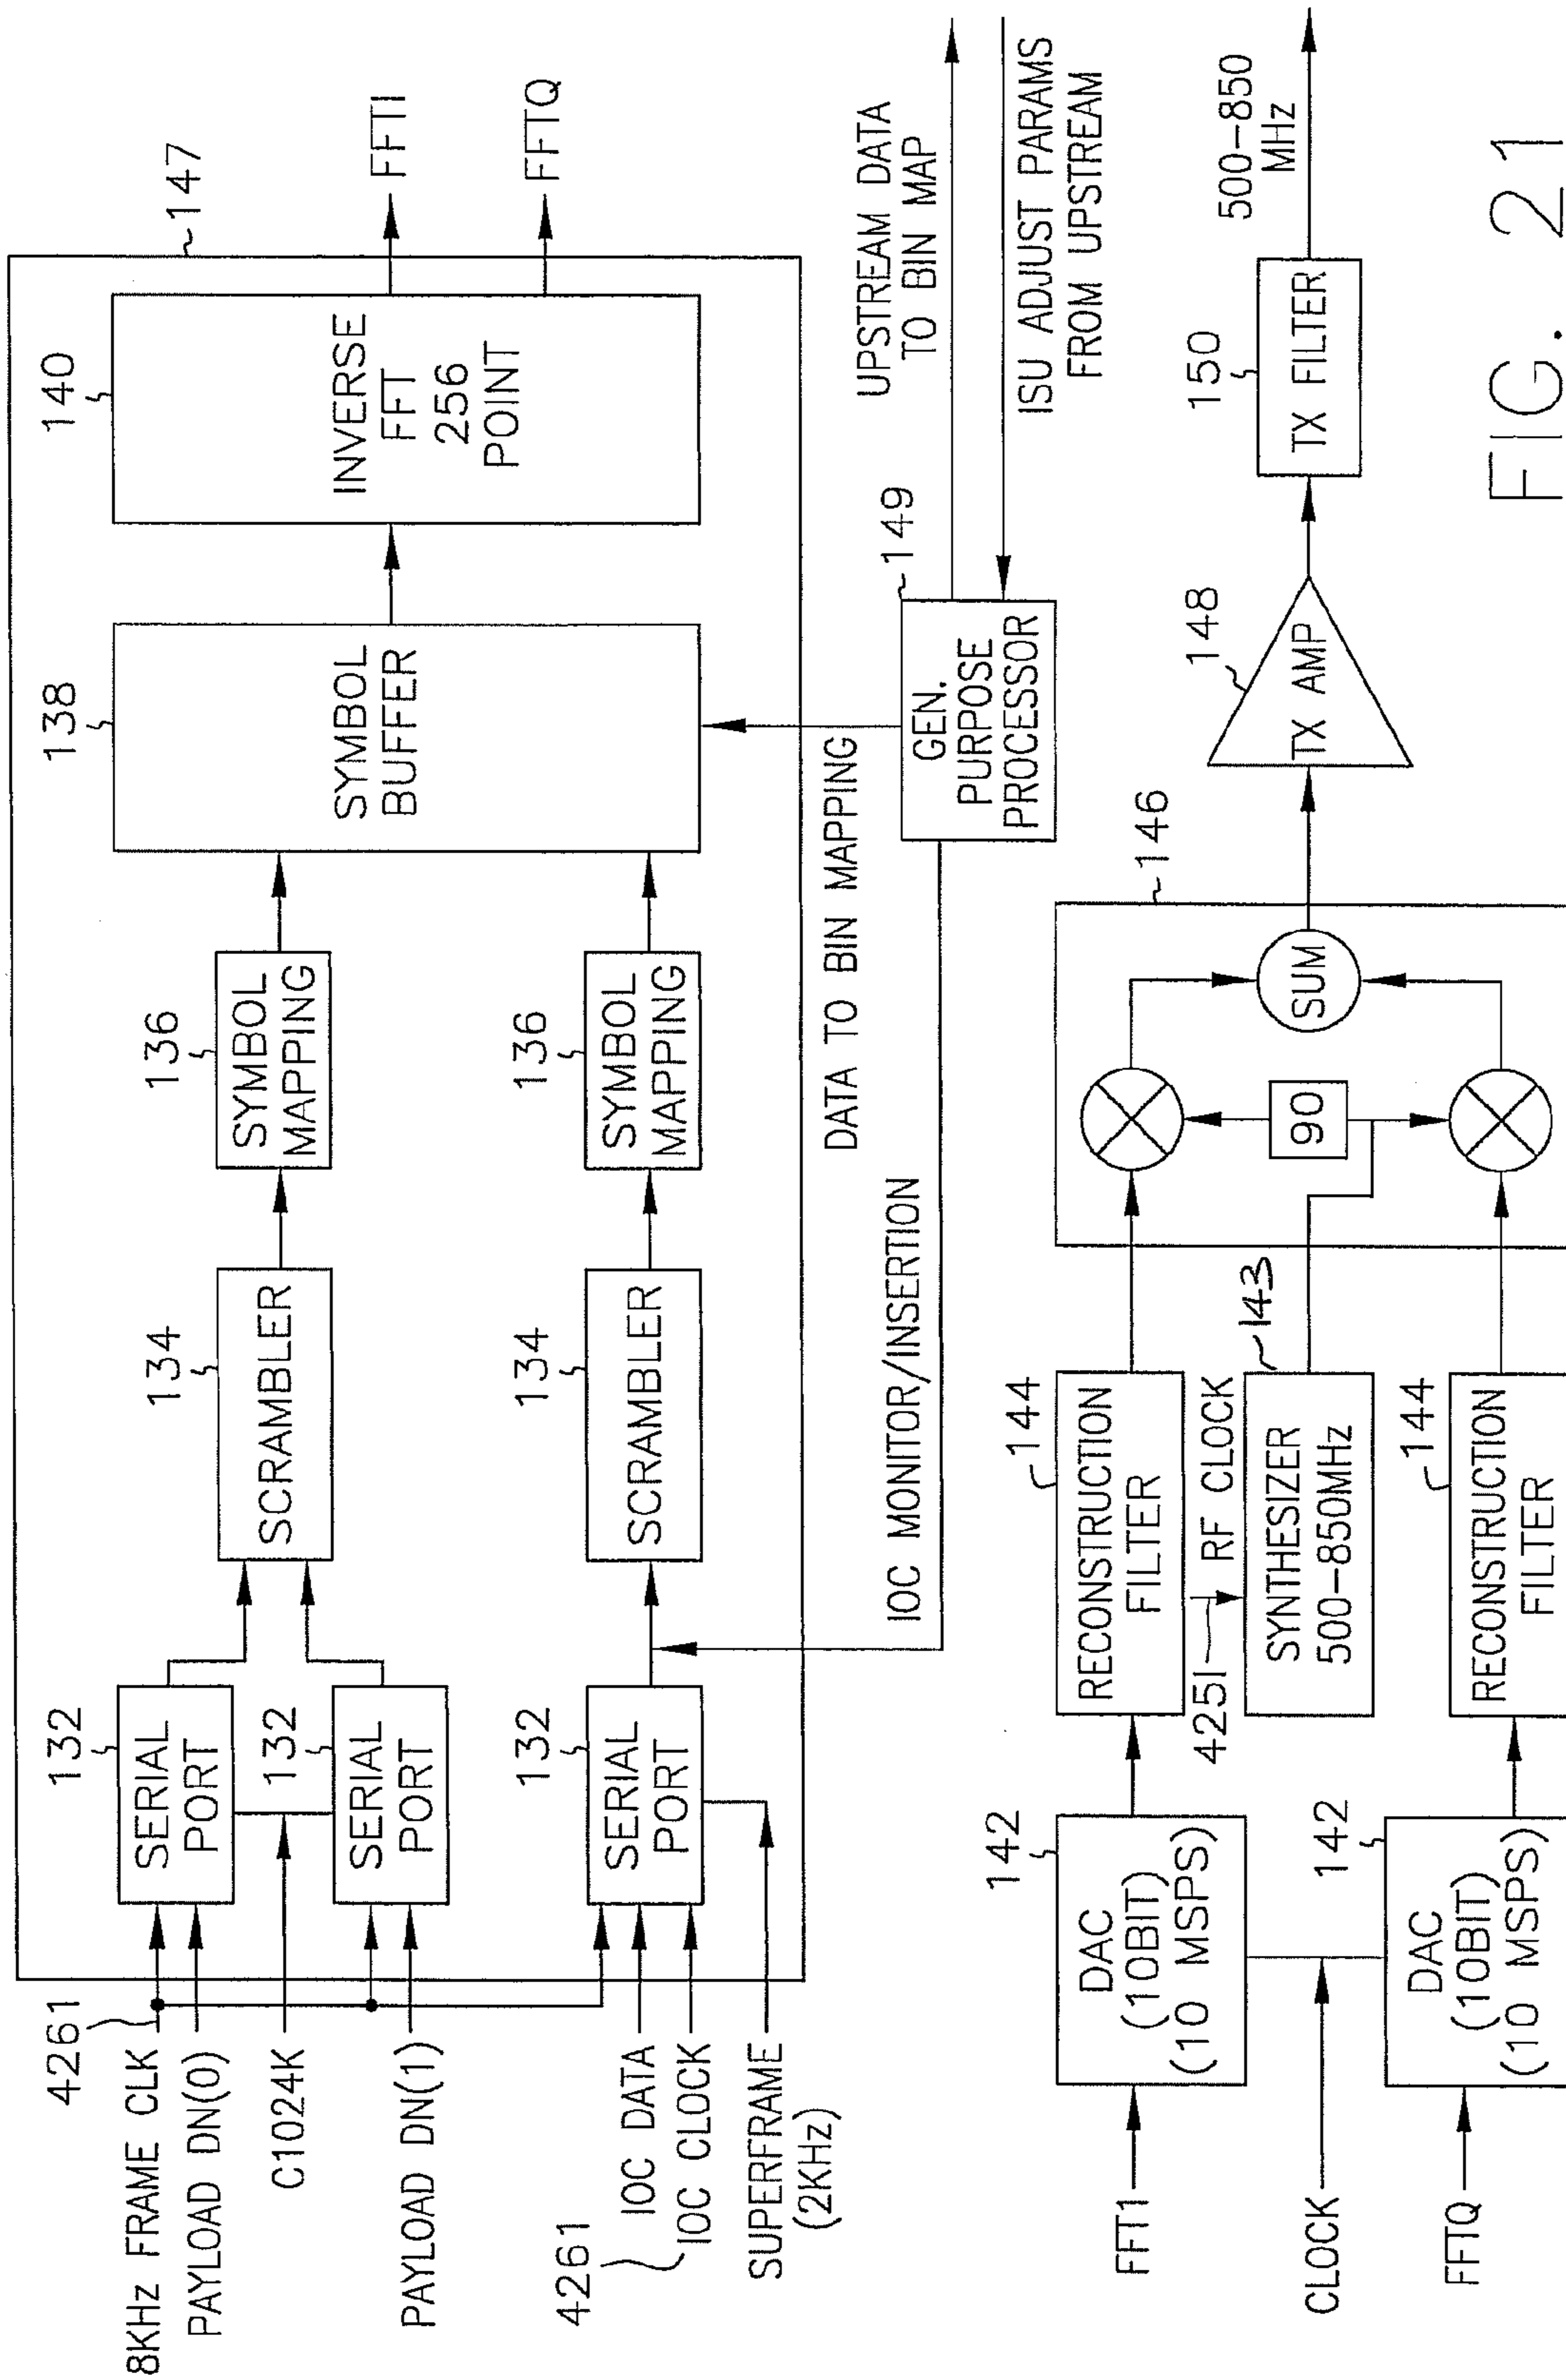 8KHz FRAME CLK
4261
PAYLOAD DN(0)
C1024K
PAYLOAD DN(1)
4261
IOC DATA
IOC CLOCK
SUPERFRAME
(2KHz)
132
SERIAL
PORT
132
SERIAL
PORT
132
SERIAL
PORT
134
SCRAMBLER
134
SCRAMBLER
136
SYMBOL
MAPPING
136
SYMBOL
MAPPING
138
SYMBOL
BUFFER
140
INVERSE
FFT
256
POINT
147
FFTI
FFTQ
IOC MONITOR/INSERTION
DATA TO BIN MAPPING
149
GEN.
PURPOSE
PROCESSOR
UPSTREAM DATA
TO BIN MAP
ISU ADJUST PARAMS
FROM UPSTREAM
FFT1
CLOCK
FFTQ
142
DAC
(10BIT)
(10 MSPS)
142
DAC
(10BIT)
(10 MSPS)
144
RECONSTRUCTION
FILTER
4251
RF CLOCK
143
SYNTHESIZER
500-850MHz
144
RECONSTRUCTION
FILTER
146
90
SUM
148
TX AMP
150
TX FILTER
500-850
MHz
FIG. 21